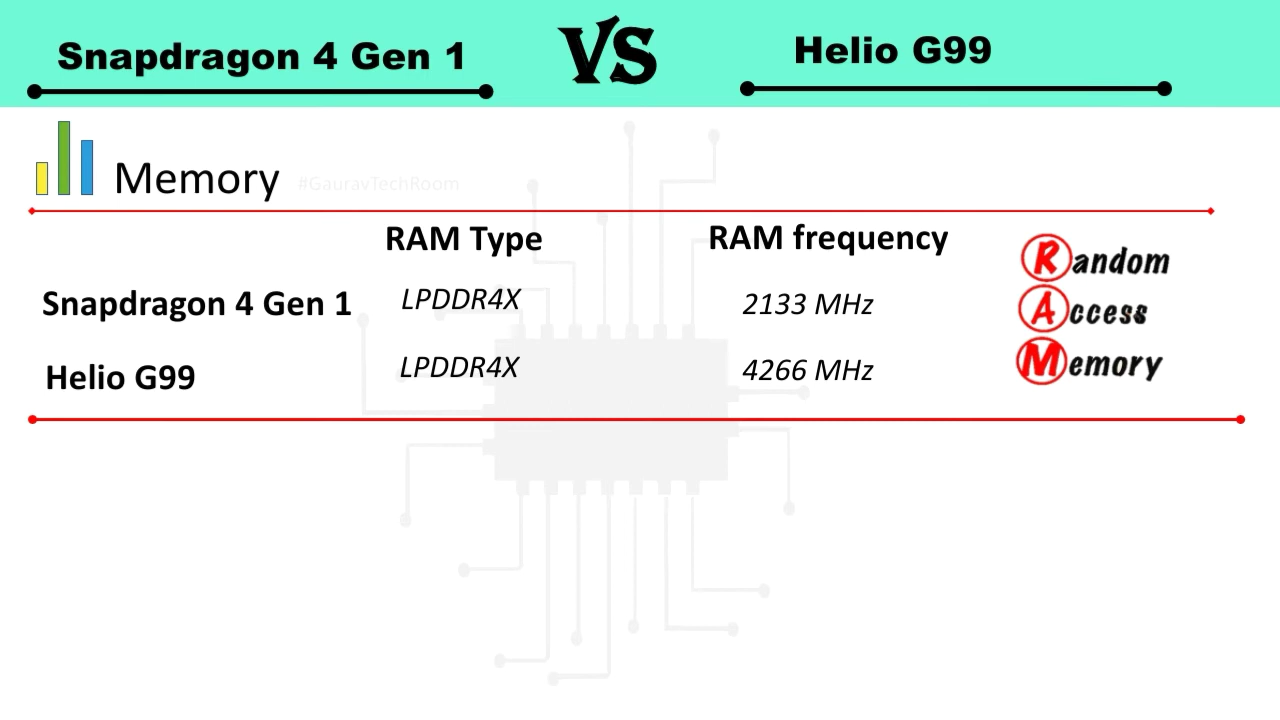 Snapdragon 4 Gen 1 VS Helio G99
Memory #GauravTechRoom
RAM Type RAM frequency
Snapdragon 4 Gen 1 LPDDR4X 2133 MHz
Helio G99 LPDDR4X 4266 MHz
Random
Access
Memory